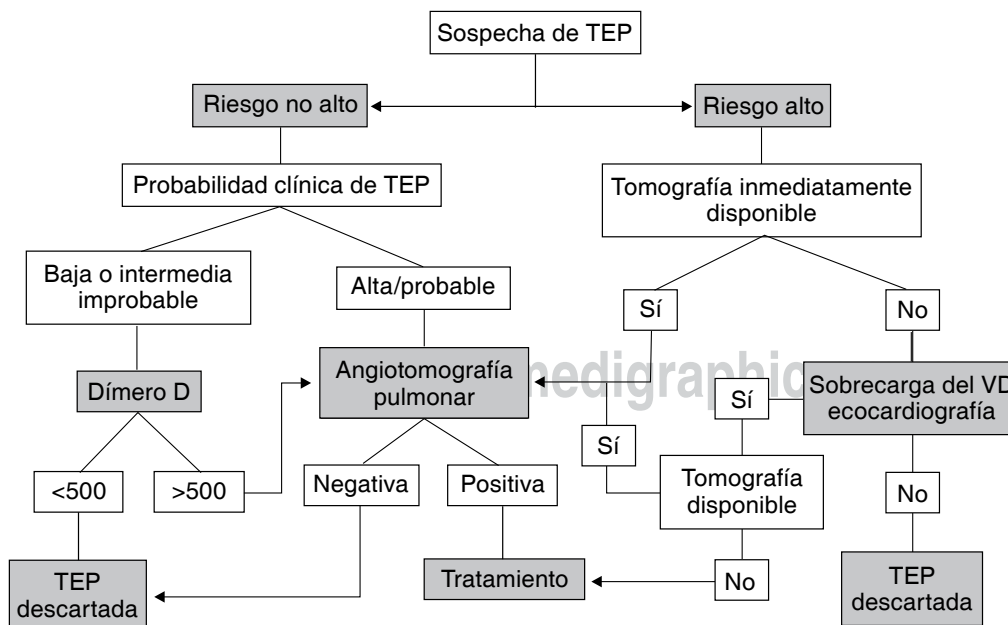 Sospecha de TEP
Riesgo no alto
Riesgo alto
Probabilidad clínica de TEP
Tomografía inmediatamente
disponible
Baja o intermedia
improbable
Alta/probable
Sí
No
Dímero D
Angiotomografía
pulmonar
medigraphic
Sobrecarga del VD
ecocardiografía
Sí
Sí
<500
>500
Negativa
Positiva
Tomografía
disponible
No
TEP
descartada
Tratamiento
No
TEP
descartada